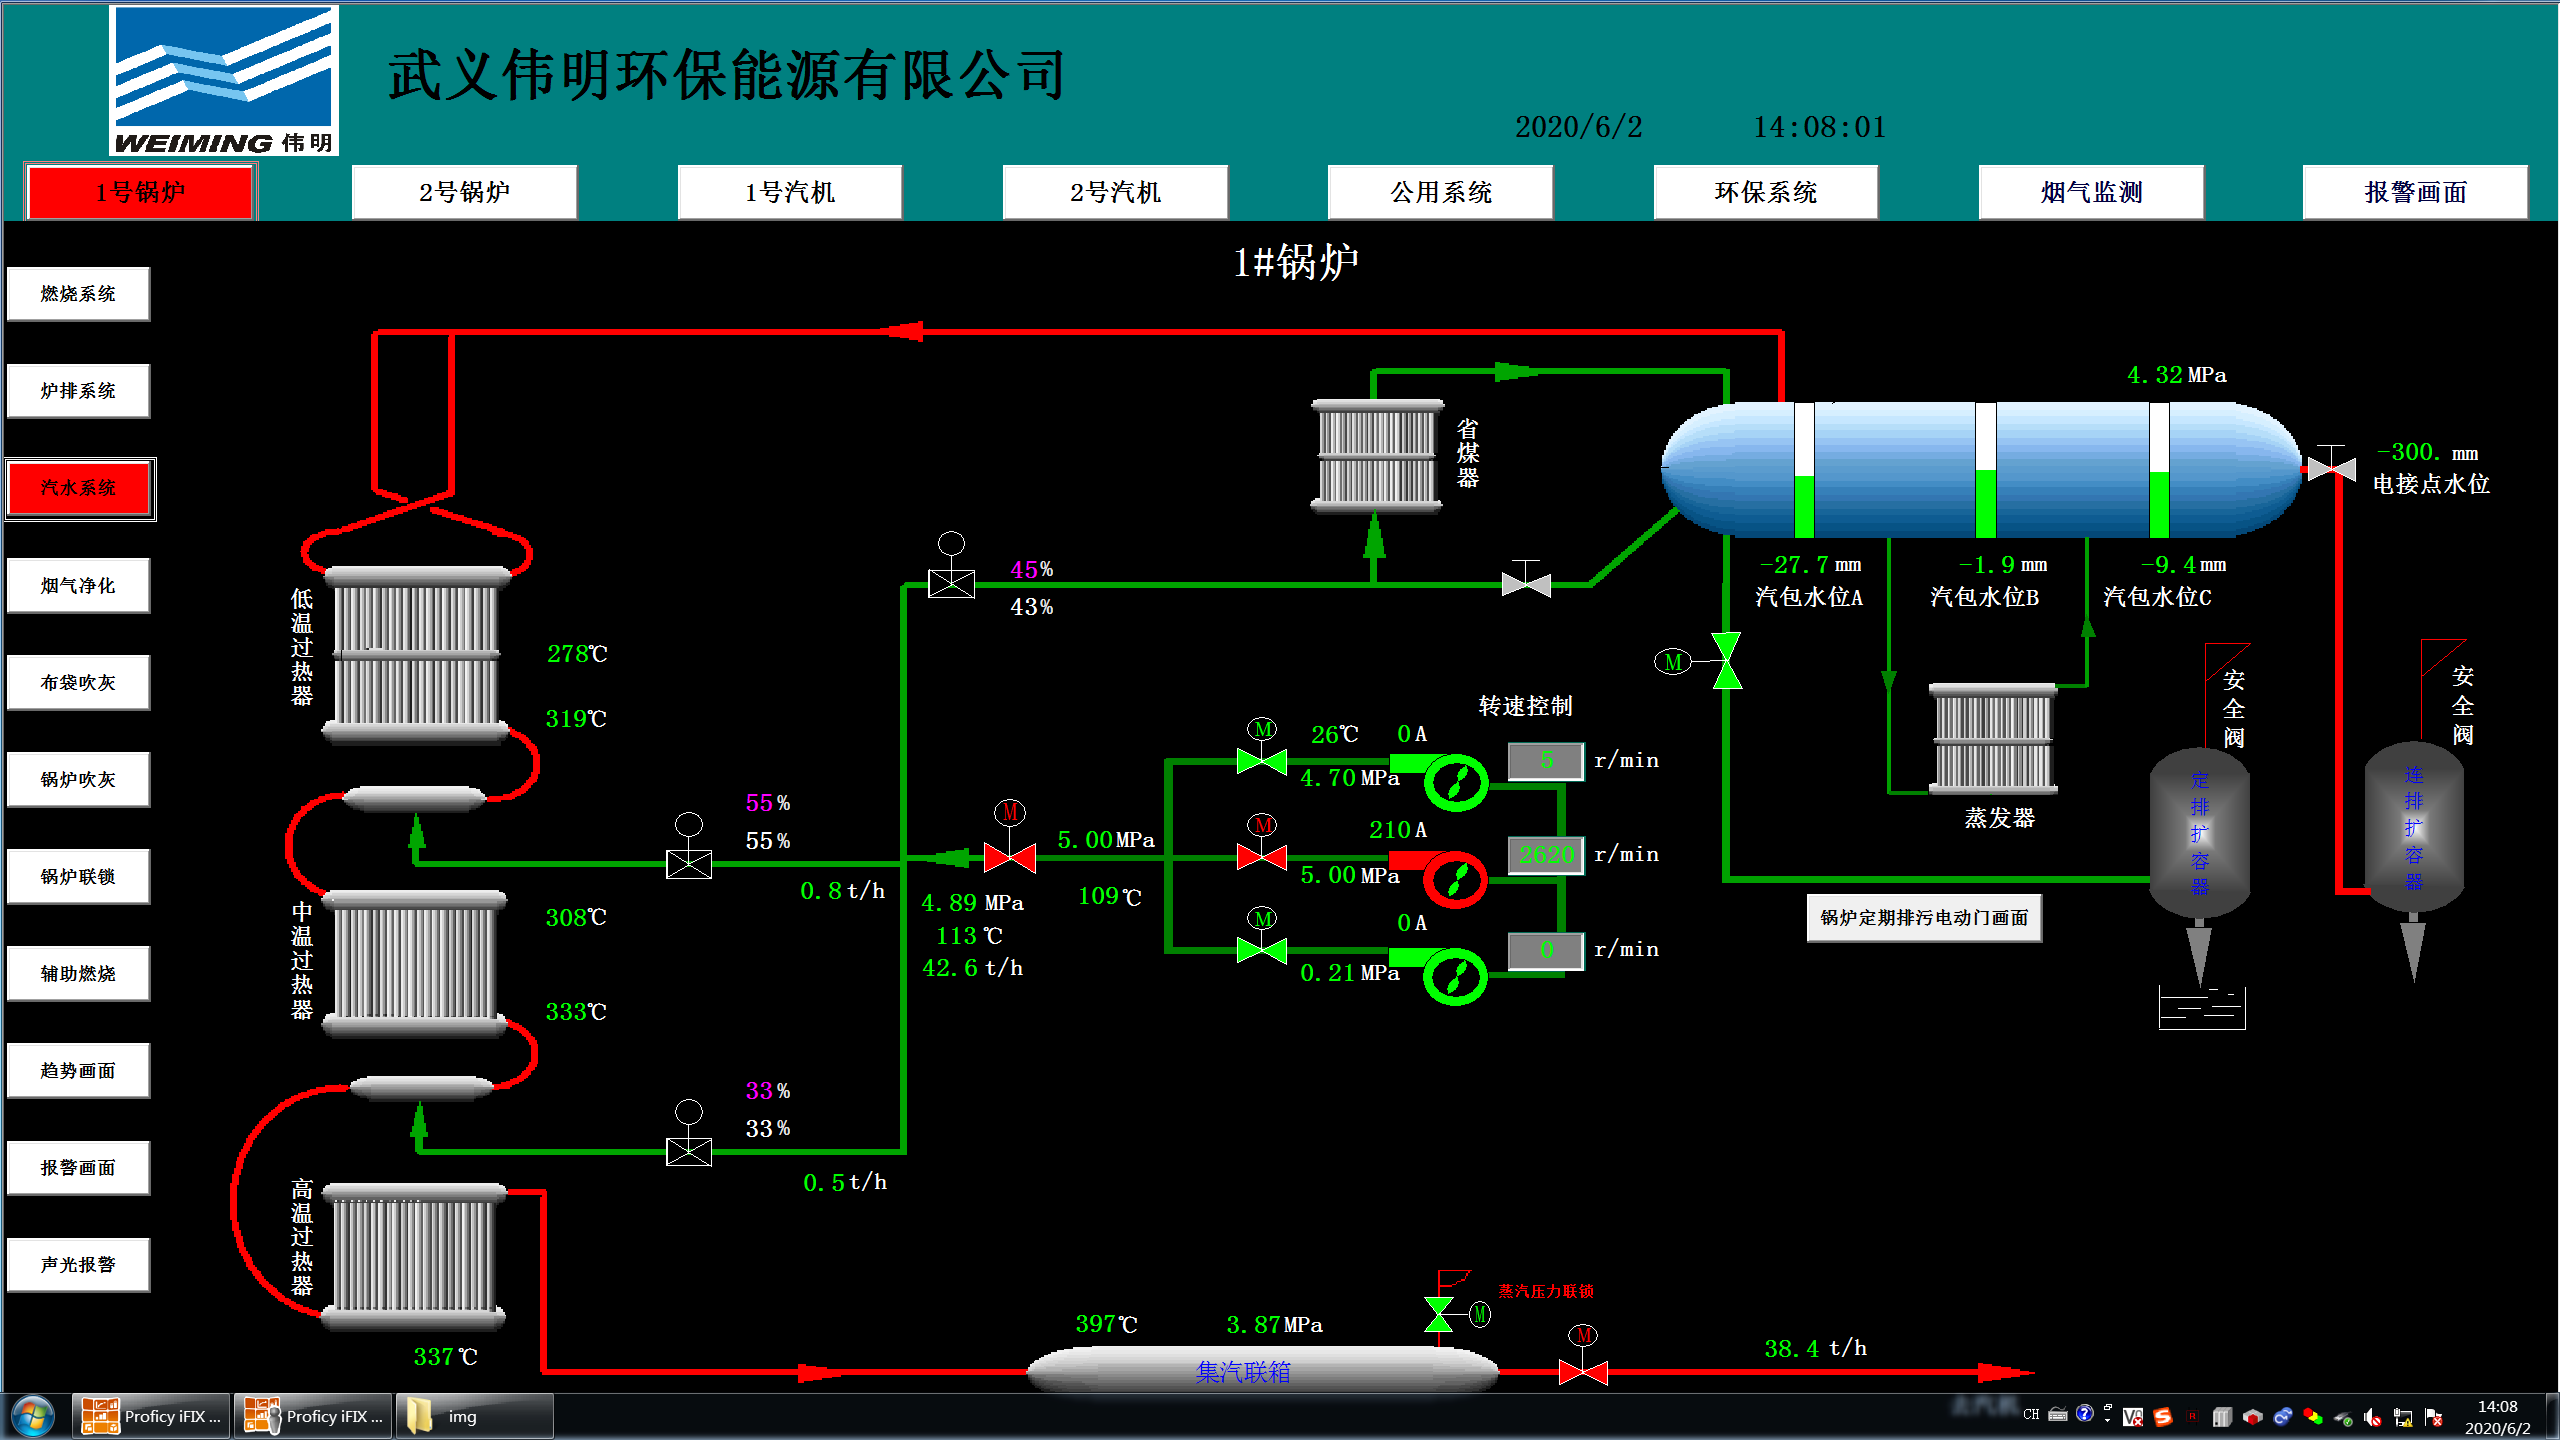 武义伟明环保能源有限公司
WEIMING 伟明
2020/6/2 14:08:01
1号锅炉 2号锅炉 1号汽机 2号汽机 公用系统 环保系统 烟气监测 报警画面
1#锅炉
燃烧系统
炉排系统
汽水系统
烟气净化
布袋吹灰
锅炉吹灰
锅炉联锁
辅助燃烧
趋势画面
报警画面
声光报警
4.32 MPa
省煤器
-300. mm
电接点水位
-27.7 mm -1.9 mm -9.4 mm
汽包水位A 汽包水位B 汽包水位C
45%
43%
低温过热器
278℃
319℃
M
安全阀
安全阀
转速控制
M 26℃ 0 A
4.70 MPa
5 r/min
M 210 A
5.00 MPa
2620 r/min
M 0 A
0.21 MPa
0 r/min
蒸发器
定排扩容器
连排扩容器
锅炉定期排污电动门画面
55%
55%
0.8 t/h
M
5.00 MPa
109℃
4.89 MPa
113℃
42.6 t/h
中温过热器
308℃
333℃
33%
33%
0.5 t/h
高温过热器
337℃
397℃ 3.87 MPa
集汽联箱
蒸汽压力联锁
M
M
38.4 t/h
去汽机
Proficy iFIX ... Proficy iFIX ... img
CH
14:08
2020/6/2